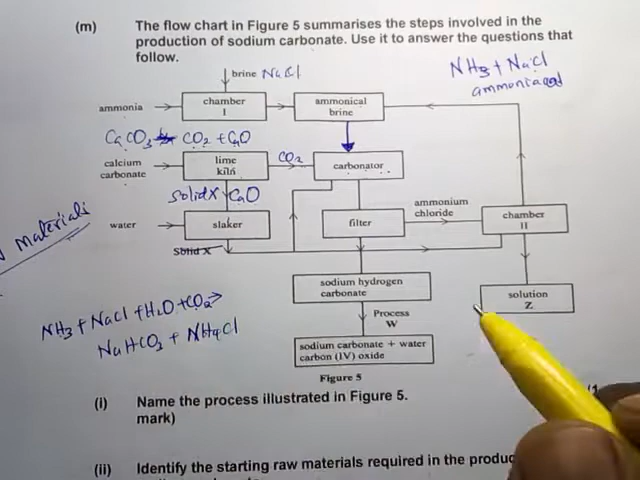 (m) The flow chart in Figure 5 summarises the steps involved in the
production of sodium carbonate. Use it to answer the questions that
follow.
NH3 + NaCl
ammoniacal
brine NaCl
ammonia
chamber
I
ammonical
brine
CaCO3 CO2 + CaO
calcium
carbonate
lime
kiln
CO2
carbonator
Solid X CaO
Materials
water
slaker
filter
ammonium
chloride
chamber
II
Solid X
sodium hydrogen
carbonate
solution
Z
NH3 + NaCl + H2O + CO2 →
NaHCO3 + NH4Cl
Process
W
sodium carbonate + water
carbon (IV) oxide
Figure 5
(i) Name the process illustrated in Figure 5. (1
mark)
(ii) Identify the starting raw materials required in the produc